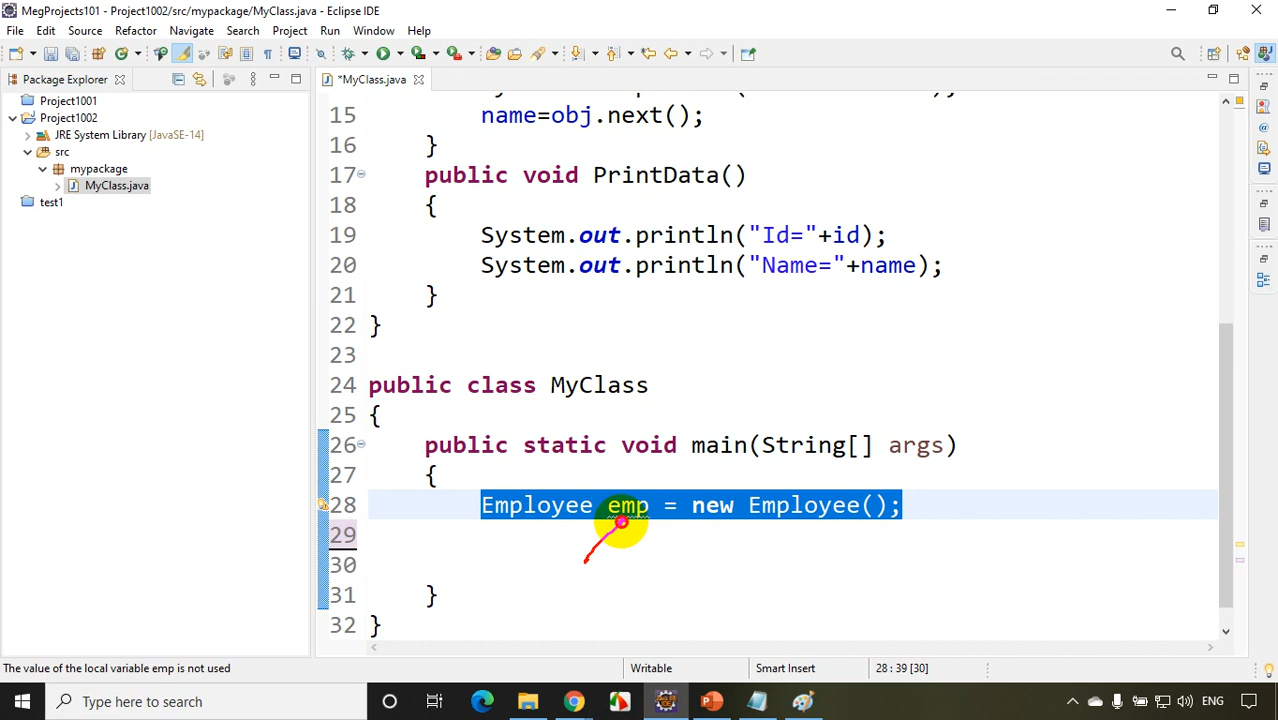 MegProjects101 - Project1002/src/mypackage/MyClass.java - Eclipse IDE
File Edit Source Refactor Navigate Search Project Run Window Help
Package Explorer
*MyClass.java
Project1001
Project1002
JRE System Library [JavaSE-14]
src
mypackage
MyClass.java
test1
15 name=obj.next();
16 }
17 public void PrintData()
18 {
19 System.out.println("Id="+id);
20 System.out.println("Name="+name);
21 }
22 }
23
24 public class MyClass
25 {
26 public static void main(String[] args)
27 {
28 Employee emp = new Employee();
29
30
31 }
32 }
The value of the local variable emp is not used
Writable
Smart Insert
28 : 39 [30]
Type here to search
ENG